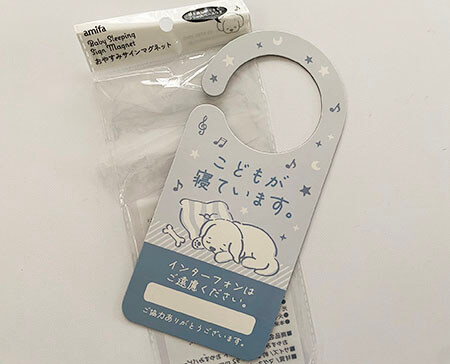 amifa
Baby Sleeping
Sign Magnet
おやすみサインマグネット
こどもが
寝ています。
インターフォンは
ご遠慮ください。
ご協力ありがとうございます。